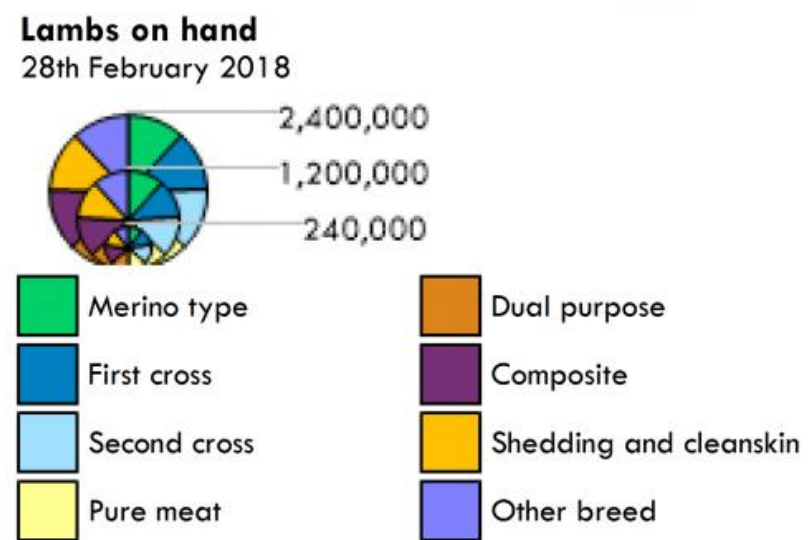 Lambs on hand
28th February 2018
2,400,000
1,200,000
240,000
Merino type
Dual purpose
First cross
Composite
Second cross
Shedding and cleanskin
Pure meat
Other breed